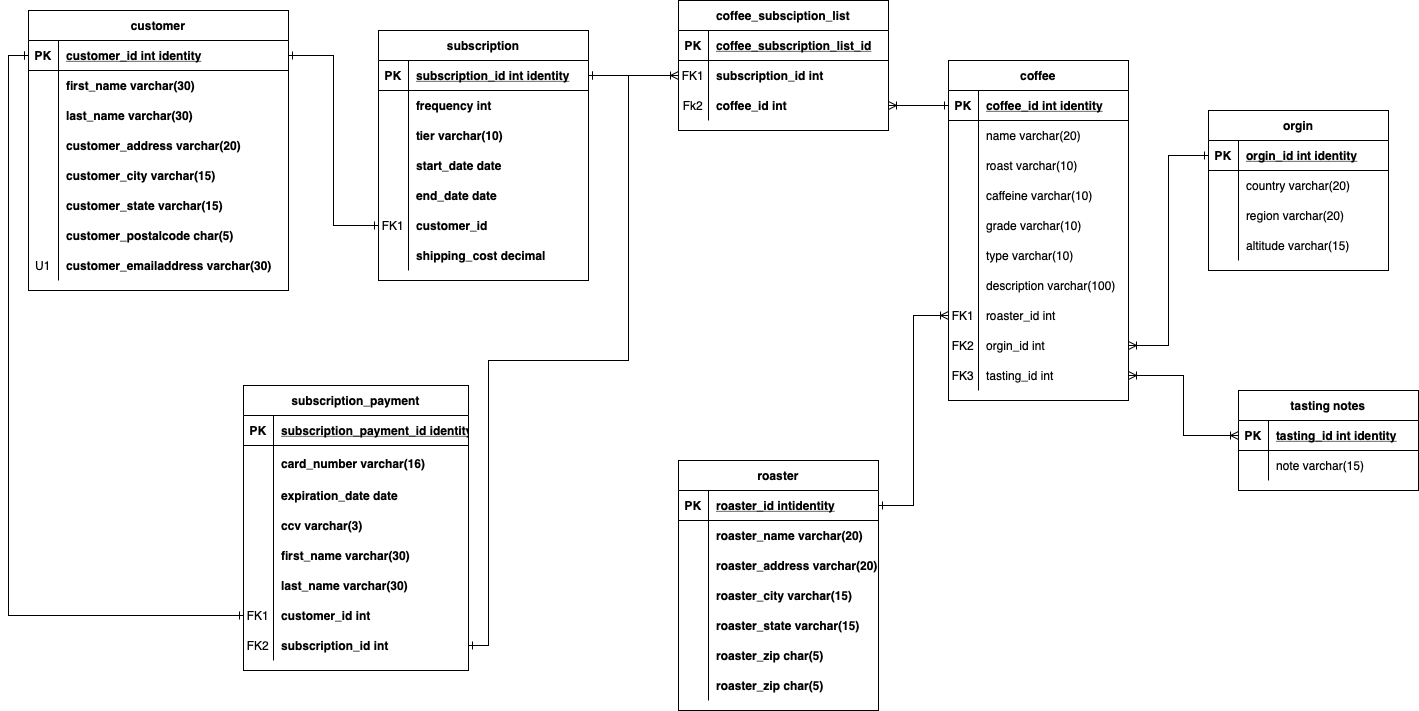 customer
PK customer_id int identity
first_name varchar(30)
last_name varchar(30)
customer_address varchar(20)
customer_city varchar(15)
customer_state varchar(15)
customer_postalcode char(5)
U1 customer_emailaddress varchar(30)
subscription
PK subscription_id int identity
frequency int
tier varchar(10)
start_date date
end_date date
FK1 customer_id
shipping_cost decimal
coffee_subsciption_list
PK coffee_subscription_list_id
FK1 subscription_id int
Fk2 coffee_id int
coffee
PK coffee_id int identity
name varchar(20)
roast varchar(10)
caffeine varchar(10)
grade varchar(10)
type varchar(10)
description varchar(100)
FK1 roaster_id int
FK2 orgin_id int
FK3 tasting_id int
orgin
PK orgin_id int identity
country varchar(20)
region varchar(20)
altitude varchar(15)
subscription_payment
PK subscription_payment_id identity
card_number varchar(16)
expiration_date date
ccv varchar(3)
first_name varchar(30)
last_name varchar(30)
FK1 customer_id int
FK2 subscription_id int
roaster
PK roaster_id intidentity
roaster_name varchar(20)
roaster_address varchar(20)
roaster_city varchar(15)
roaster_state varchar(15)
roaster_zip char(5)
roaster_zip char(5)
tasting notes
PK tasting_id int identity
note varchar(15)